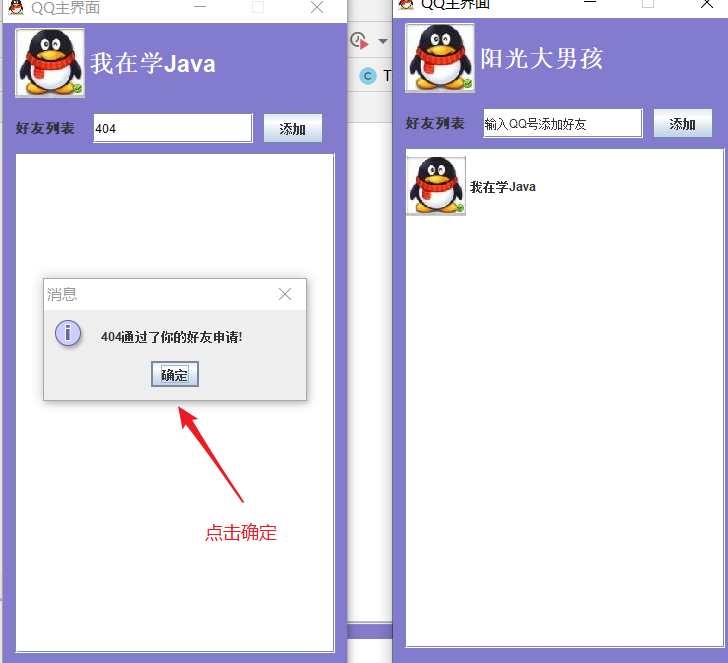 QQ主界面
我在学Java
好友列表
404
添加
消息
404通过了你的好友申请!
确定
点击确定
QQ主界面
阳光大男孩
好友列表
输入QQ号添加好友
添加
我在学Java